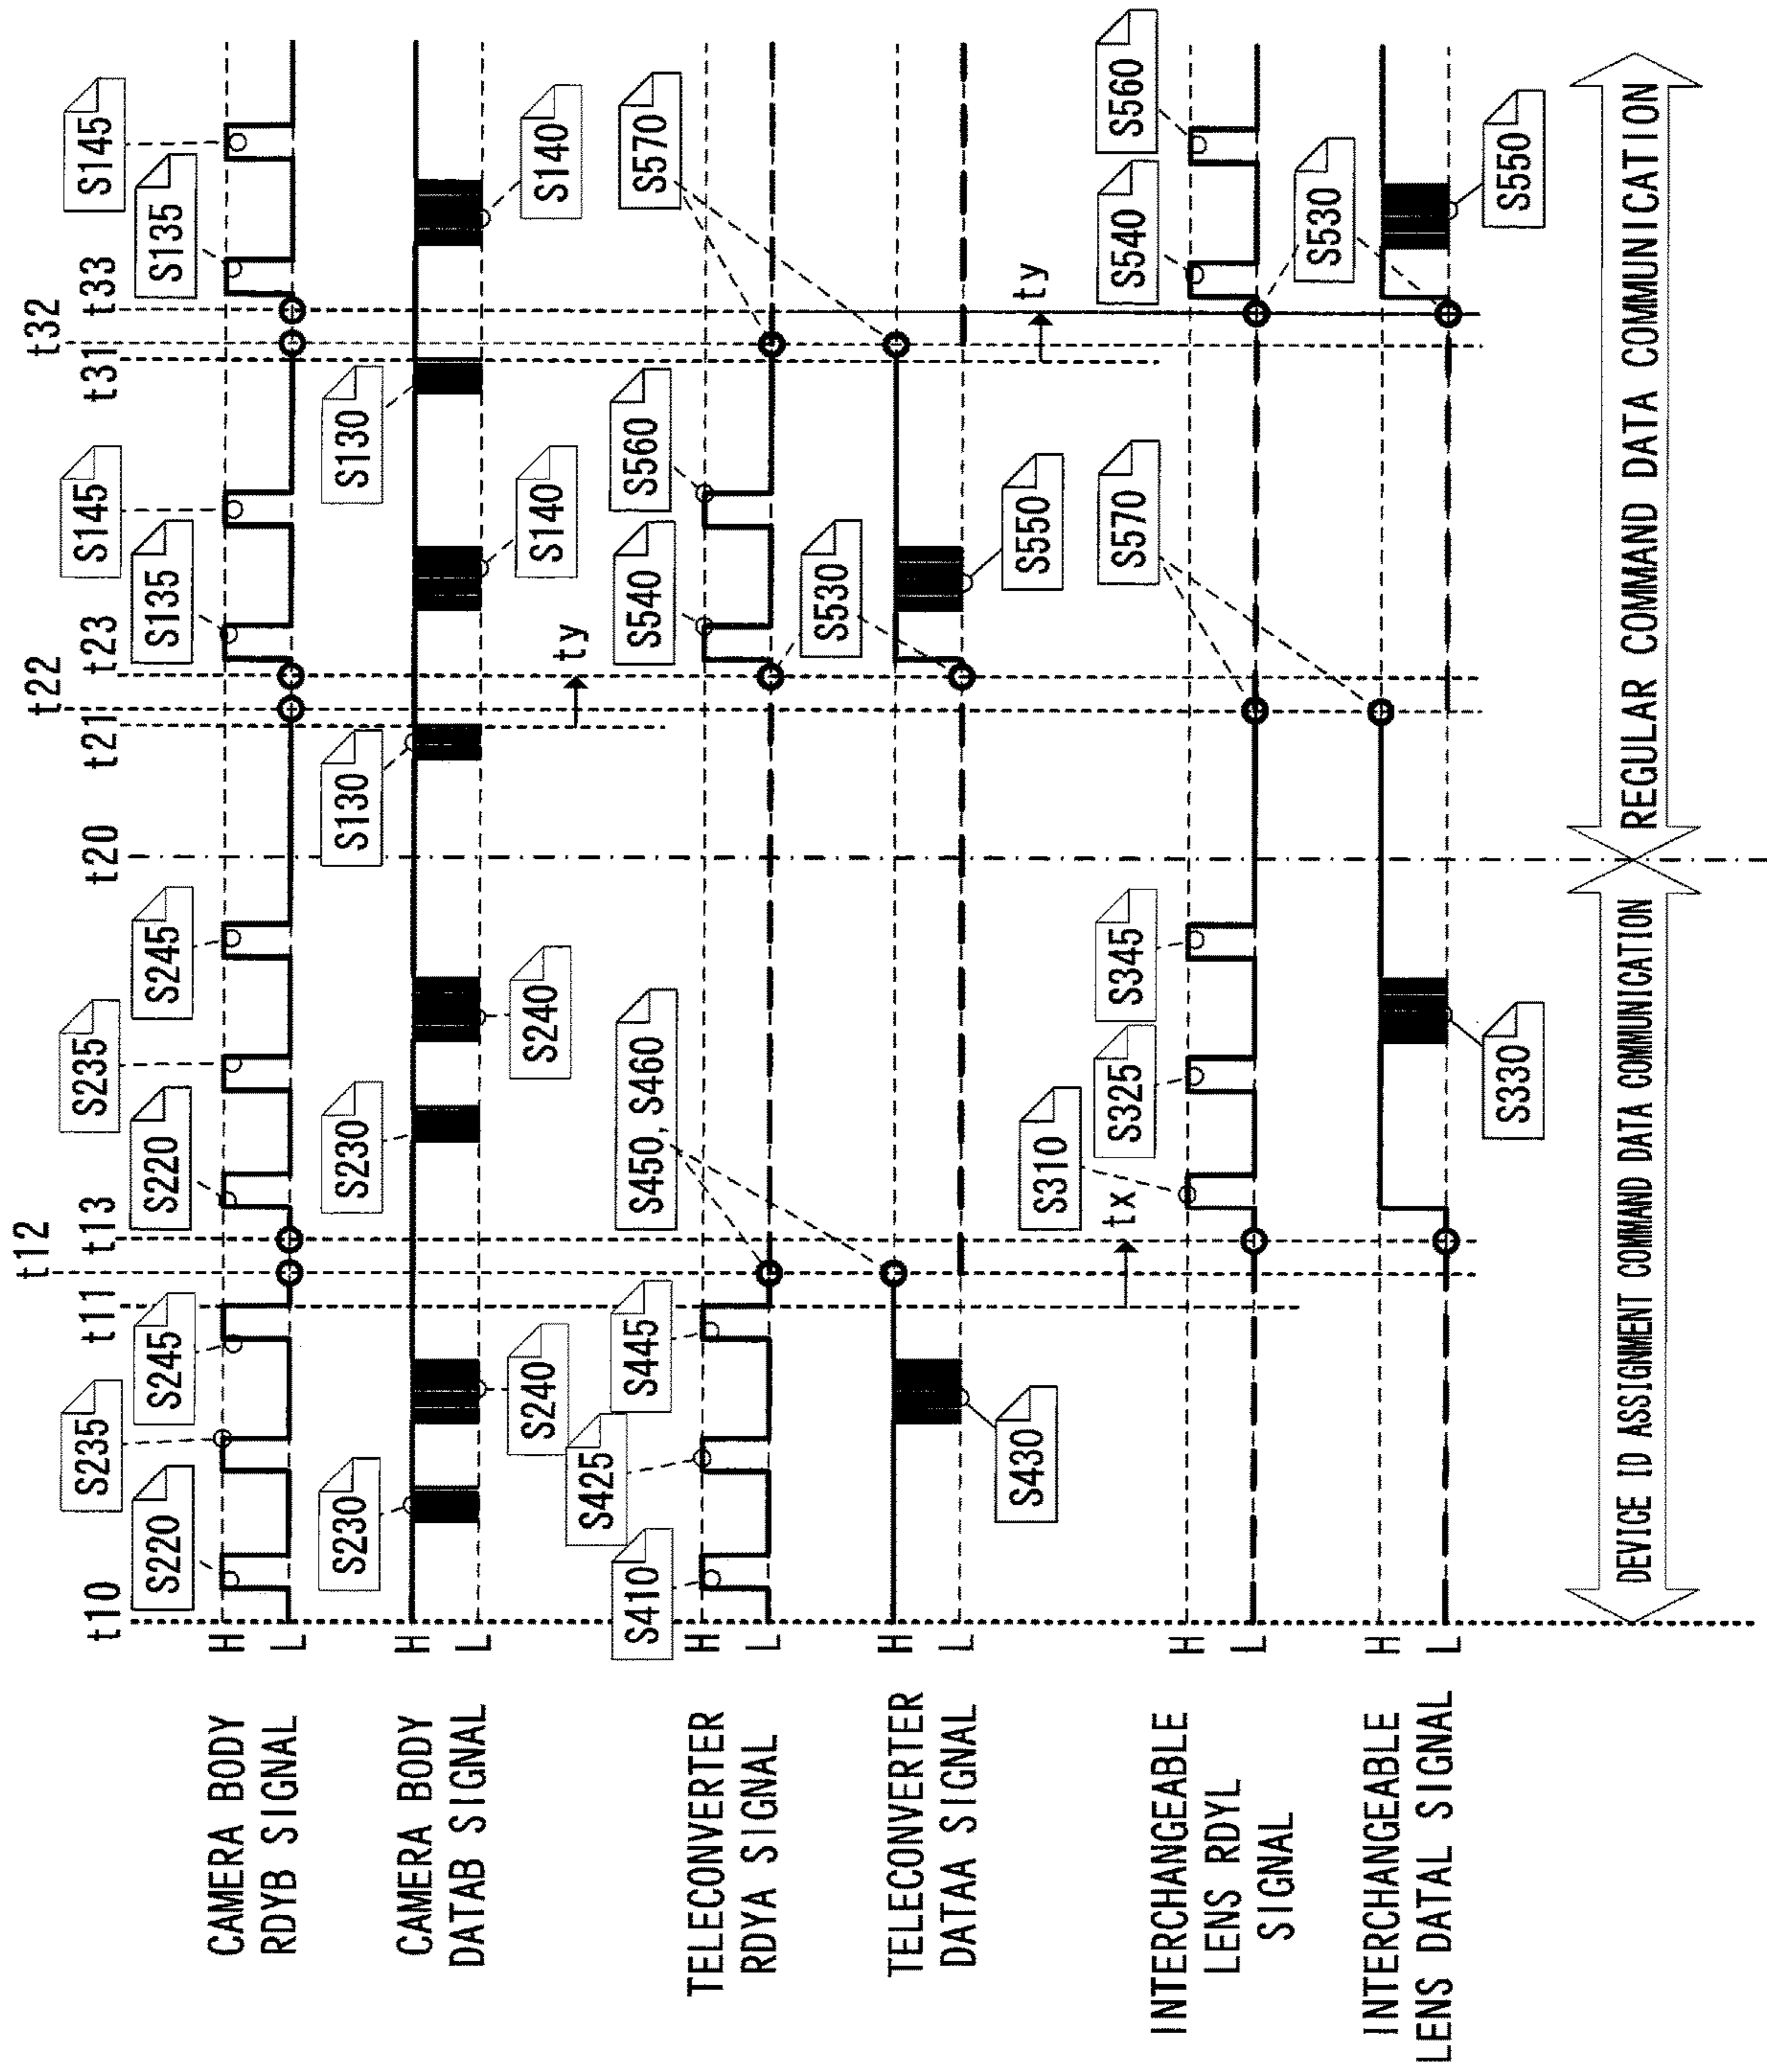 t12 t22 t32
t10 t11 t13 t20 t21 t23 t31 t33
S235 S235 S145 S145
S220 S245 S220 S245 S135 S135
CAMERA BODY
RDYB SIGNAL
H
L
S230 S230 S130 S130
CAMERA BODY
DATAB SIGNAL
H
L
S240 S240 S140 S140
ty
S425
S410 S445 S450, S460 S540 S560 S570
TELECONVERTER
RDYA SIGNAL
H
L
S530
TELECONVERTER
DATAA SIGNAL
H
L
S430 S550
ty
S310 tx
S325 S345 S570 S540 S560
INTERCHANGEABLE
LENS RDYL
SIGNAL
H
L
S530
INTERCHANGEABLE
LENS DATAL SIGNAL
H
L
S330 S550
DEVICE ID ASSIGNMENT COMMAND DATA COMMUNICATION
REGULAR COMMAND DATA COMMUNICATION